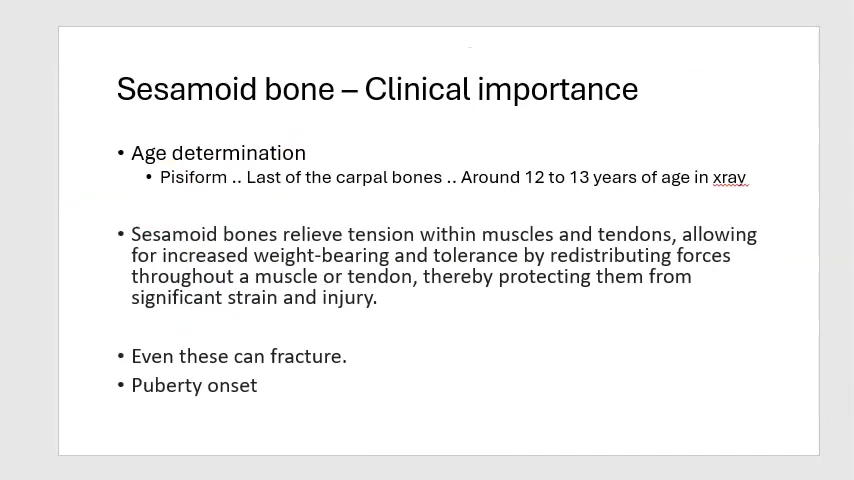 Sesamoid bone – Clinical importance
• Age determination
• Pisiform .. Last of the carpal bones .. Around 12 to 13 years of age in xray
• Sesamoid bones relieve tension within muscles and tendons, allowing
for increased weight-bearing and tolerance by redistributing forces
throughout a muscle or tendon, thereby protecting them from
significant strain and injury.
• Even these can fracture.
• Puberty onset